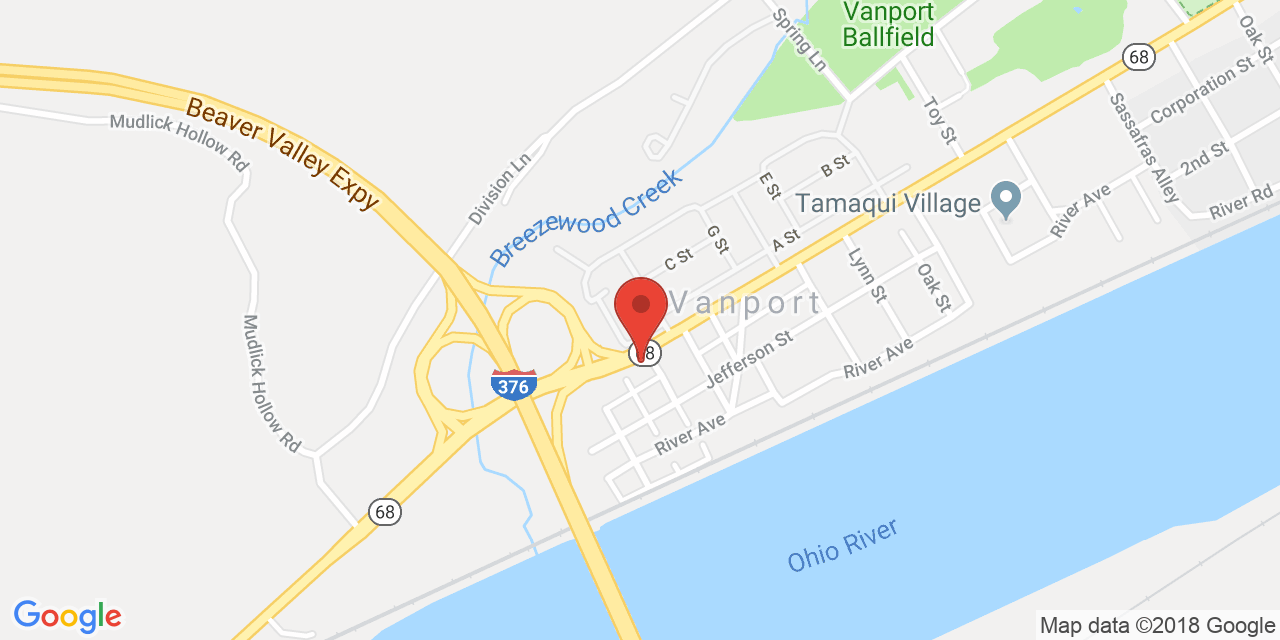 Vanport
Ballfield
Spring Ln
68
Oak St
Beaver Valley Expy
Mudlick Hollow Rd
Toy St
Sassafras Alley
Corporation St
2nd St
Division Ln
Breezewood Creek
E St
B St
Tamaqui Village
River Ave
River Rd
G St
A St
C St
Lynn St
Oak St
Vanport
Mudlick Hollow Rd
376
Jefferson St
River Ave
River Ave
68
Ohio River
Google
Map data ©2018 Google